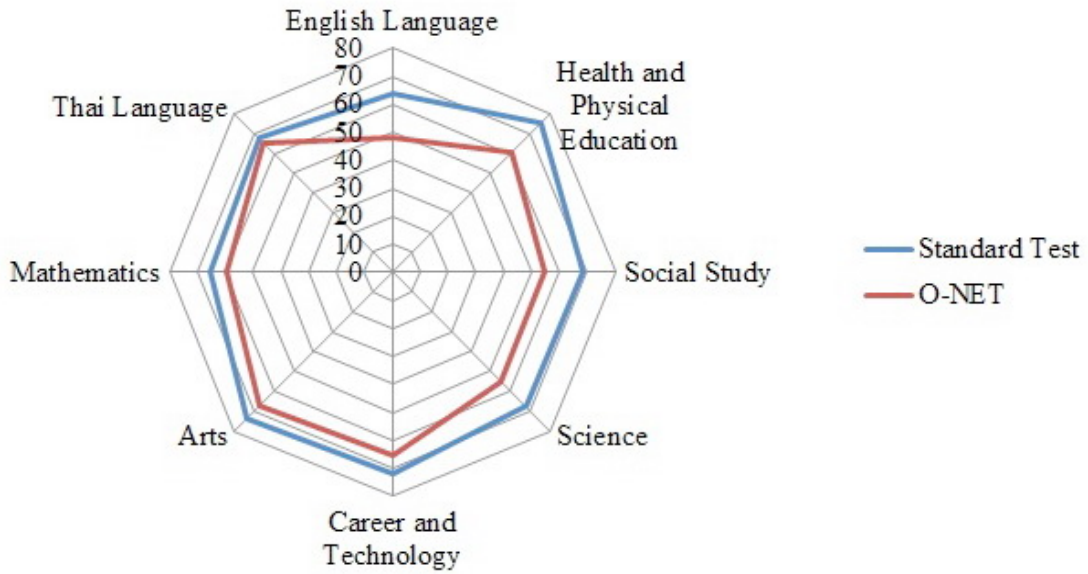 English Language
80
70
60
50
40
30
20
10
0
Health and
Physical
Education
Social Study
Science
Career and
Technology
Arts
Mathematics
Thai Language
Standard Test
O-NET